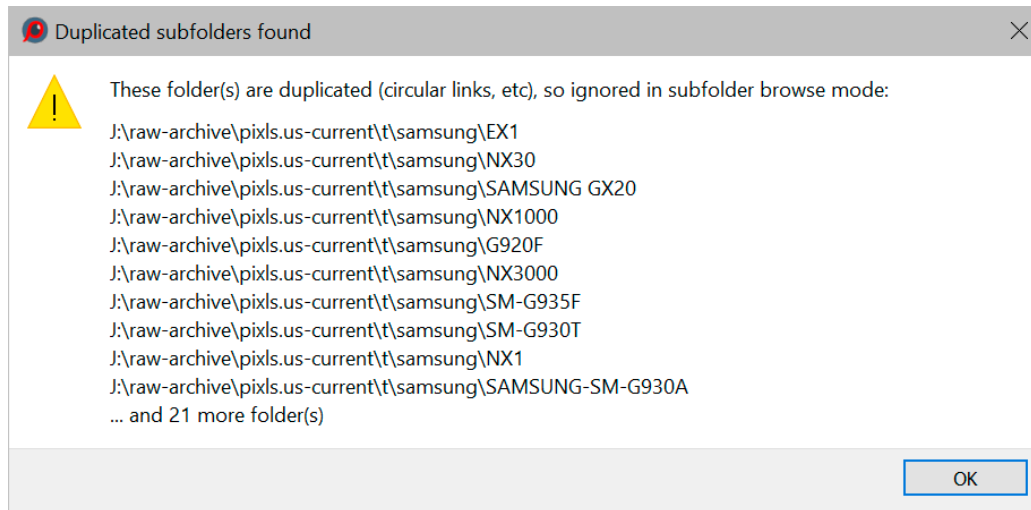 Duplicated subfolders found
These folder(s) are duplicated (circular links, etc), so ignored in subfolder browse mode:
J:\raw-archive\pixls.us-current\t\samsung\EX1
J:\raw-archive\pixls.us-current\t\samsung\NX30
J:\raw-archive\pixls.us-current\t\samsung\SAMSUNG GX20
J:\raw-archive\pixls.us-current\t\samsung\NX1000
J:\raw-archive\pixls.us-current\t\samsung\G920F
J:\raw-archive\pixls.us-current\t\samsung\NX3000
J:\raw-archive\pixls.us-current\t\samsung\SM-G935F
J:\raw-archive\pixls.us-current\t\samsung\SM-G930T
J:\raw-archive\pixls.us-current\t\samsung\NX1
J:\raw-archive\pixls.us-current\t\samsung\SAMSUNG-SM-G930A
... and 21 more folder(s)
OK